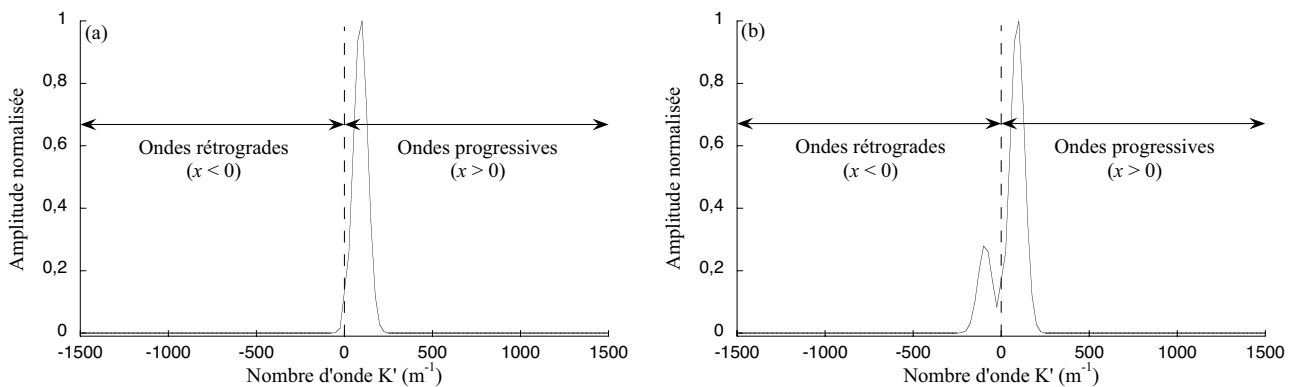 (a)
Amplitude normalisée
1
0,8
0,6
0,4
0,2
0
Ondes rétrogrades
(x < 0)
Ondes progressives
(x > 0)
-1500 -1000 -500 0 500 1000 1500
Nombre d'onde K' (m⁻¹)
(b)
Amplitude normalisée
1
0,8
0,6
0,4
0,2
0
Ondes rétrogrades
(x < 0)
Ondes progressives
(x > 0)
-1500 -1000 -500 0 500 1000 1500
Nombre d'onde K' (m⁻¹)